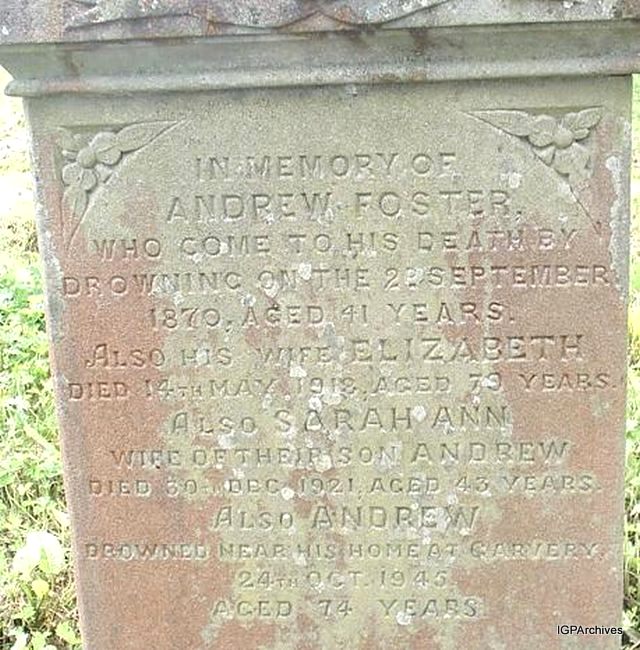 IN MEMORY OF
ANDREW FOSTER,
WHO COME TO HIS DEATH BY
DROWNING ON THE SEPTEMBER
1870, AGED 41 YEARS.
ALSO HIS WIFE ELIZABETH
DIED 14TH MAY 1918, AGED 79 YEARS.
ALSO SARAH ANN
WIFE OF THEIR SON ANDREW
DIED 30TH DEC. 1921, AGED 43 YEARS.
ALSO ANDREW
DROWNED NEAR HIS HOME AT GARVERY.
24TH OCT. 1945.
AGED 74 YEARS
IGPArchives